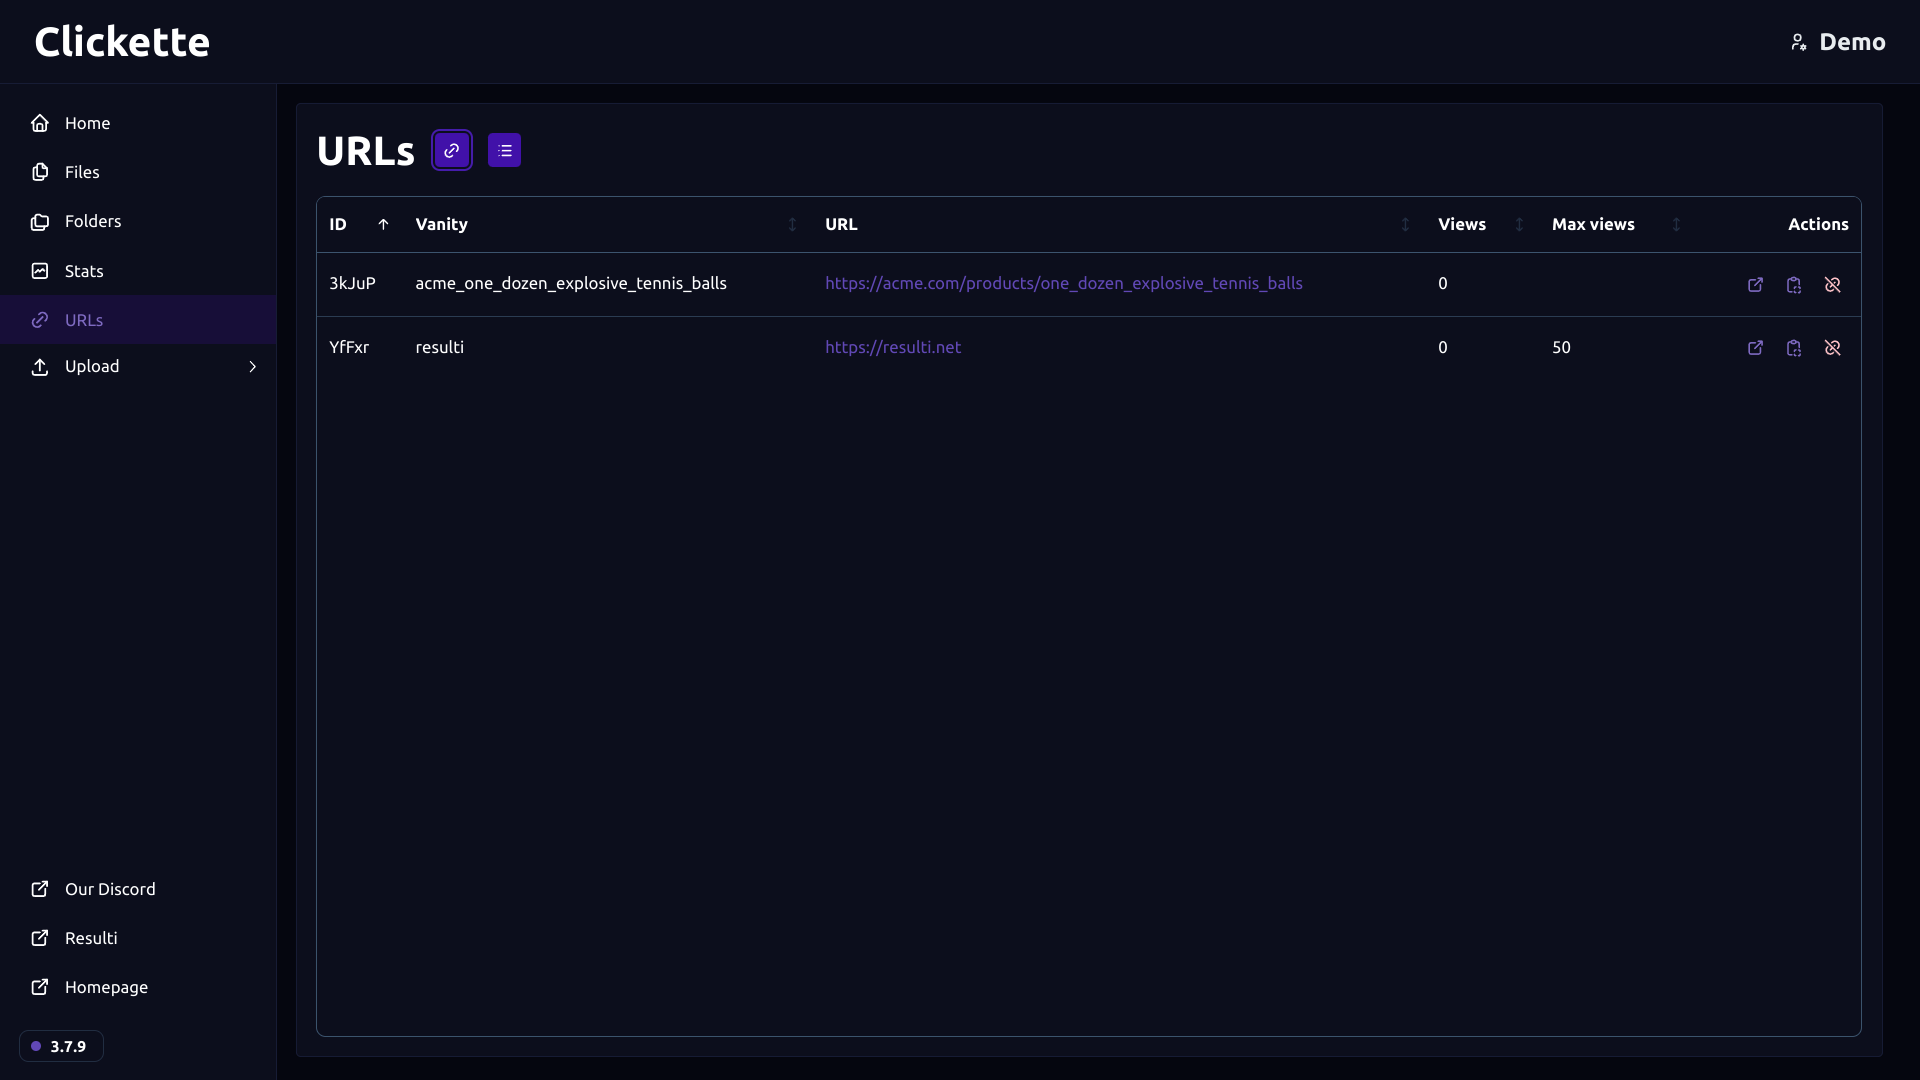 Clickette
Demo
Home
Files
Folders
Stats
URLs
Upload
Our Discord
Resulti
Homepage
3.7.9
URLs
ID Vanity URL Views Max views Actions
3kJuP acme_one_dozen_explosive_tennis_balls https://acme.com/products/one_dozen_explosive_tennis_balls 0
YfFxr resulti https://resulti.net 0 50